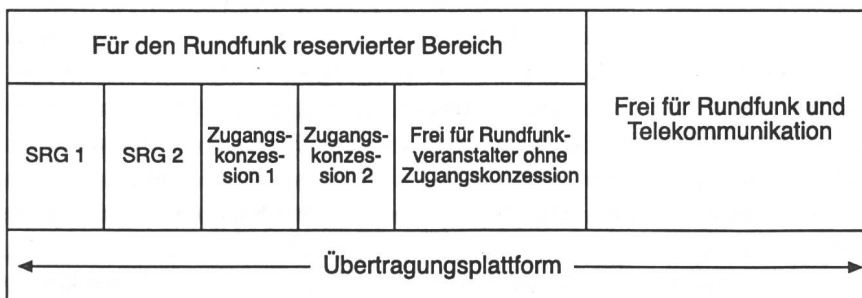 Für den Rundfunk reservierter Bereich
Frei für Rundfunk und
Telekommunikation
SRG 1
SRG 2
Zugangs-
konzes-
sion 1
Zugangs-
konzes-
sion 2
Frei für Rundfunk-
veranstalter ohne
Zugangskonzession
Übertragungsplattform